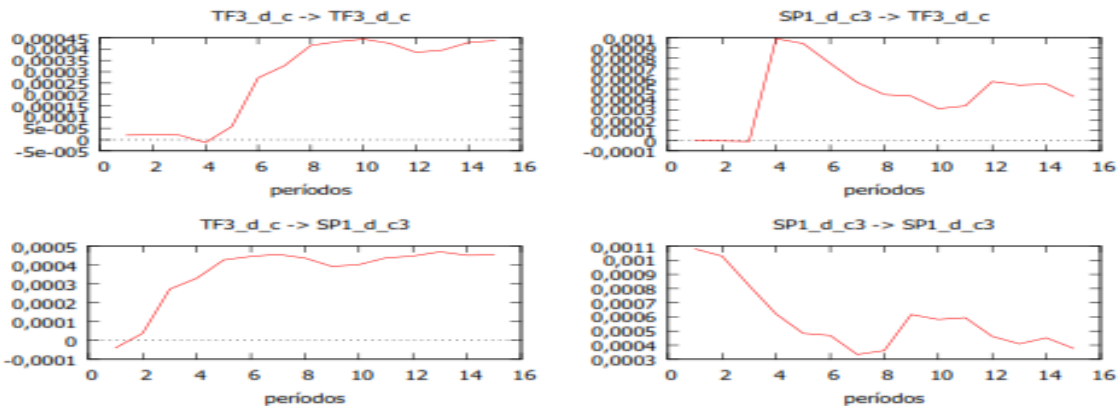 TF3_d_c -> TF3_d_c
0,00045
0,0004
0,00035
0,0003
0,00025
0,0002
0,00015
0,0001
5e-005
0
-5e-005
0 2 4 6 8 10 12 14 16
períodos
SP1_d_c3 -> TF3_d_c
0,001
0,0009
0,0008
0,0007
0,0006
0,0005
0,0004
0,0003
0,0002
0,0001
0
-0,0001
0 2 4 6 8 10 12 14 16
períodos
TF3_d_c -> SP1_d_c3
0,0005
0,0004
0,0003
0,0002
0,0001
0
-0,0001
0 2 4 6 8 10 12 14 16
períodos
SP1_d_c3 -> SP1_d_c3
0,0011
0,001
0,0009
0,0008
0,0007
0,0006
0,0005
0,0004
0,0003
0 2 4 6 8 10 12 14 16
períodos